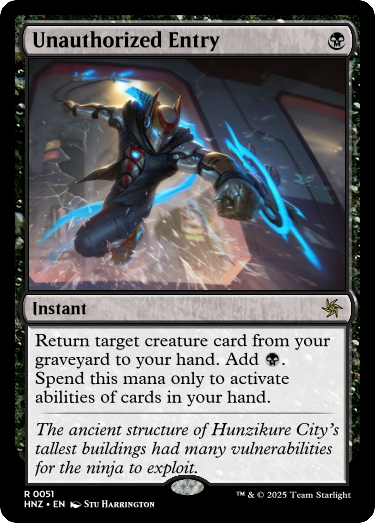 Unauthorized Entry
Instant
Return target creature card from your
graveyard to your hand. Add .
Spend this mana only to activate
abilities of cards in your hand.
The ancient structure of Hunzikure City's
tallest buildings had many vulnerabilities
for the ninja to exploit.
R 0051
HNZ • EN Stu Harrington
™ & © 2025 Team Starlight